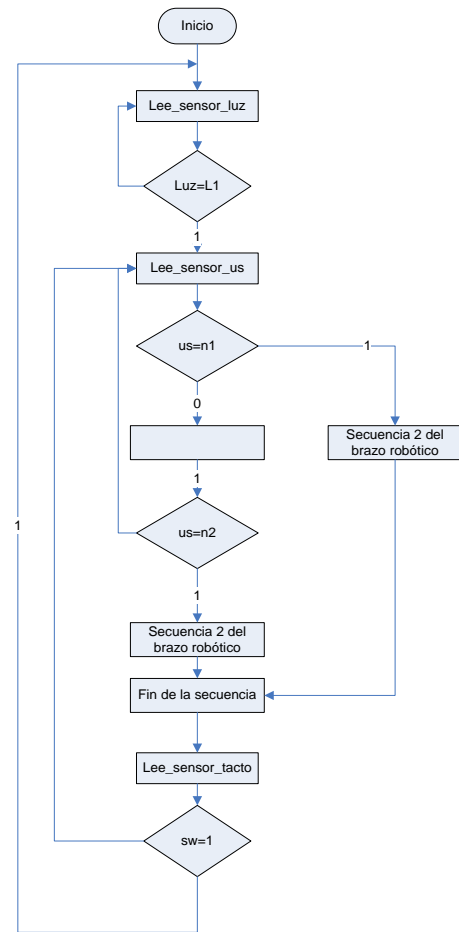 Inicio
Lee_sensor_luz
Luz=L1
1
Lee_sensor_us
us=n1
1
0
Secuencia 2 del
brazo robótico
1
us=n2
1
1
Secuencia 2 del
brazo robótico
Fin de la secuencia
Lee_sensor_tacto
sw=1